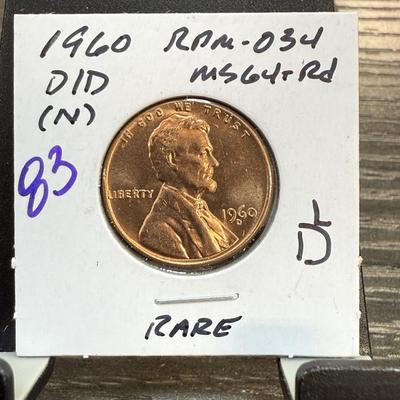 1960 RPM-034
D/D MS64+Rd
(N)
83
IN GOD WE TRUST
LIBERTY
1960
D
L
D
RARE